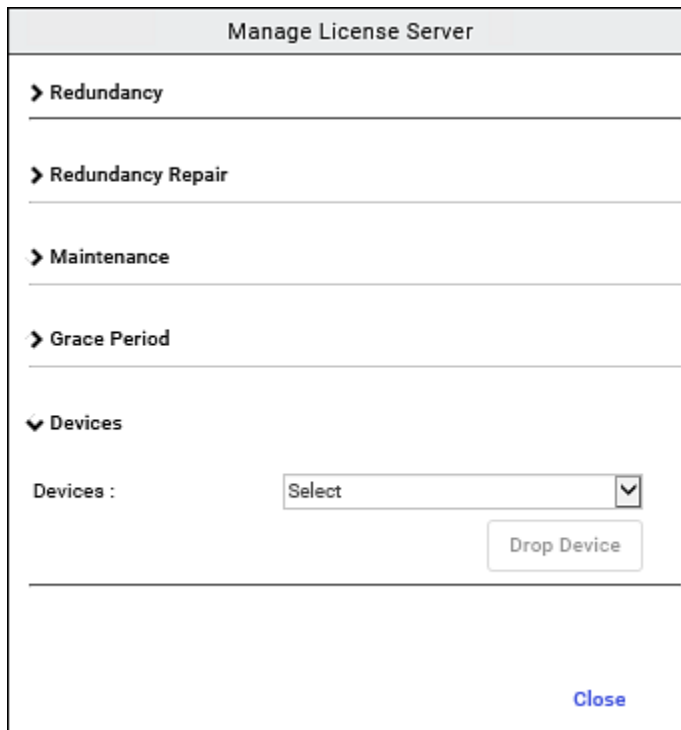 Manage License Server
Redundancy
Redundancy Repair
Maintenance
Grace Period
Devices
Devices : Select
Drop Device
Close